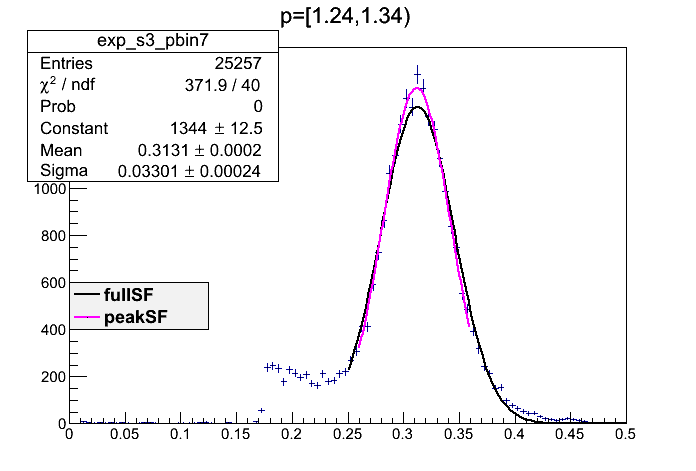 p=[1.24,1.34)
exp_s3_pbin7
Entries 25257
χ² / ndf 371.9 / 40
Prob 0
Constant 1344 ± 12.5
Mean 0.3131 ± 0.0002
Sigma 0.03301 ± 0.00024
1000
800
600
fullSF
peakSF
400
200
0
0 0.05 0.1 0.15 0.2 0.25 0.3 0.35 0.4 0.45 0.5